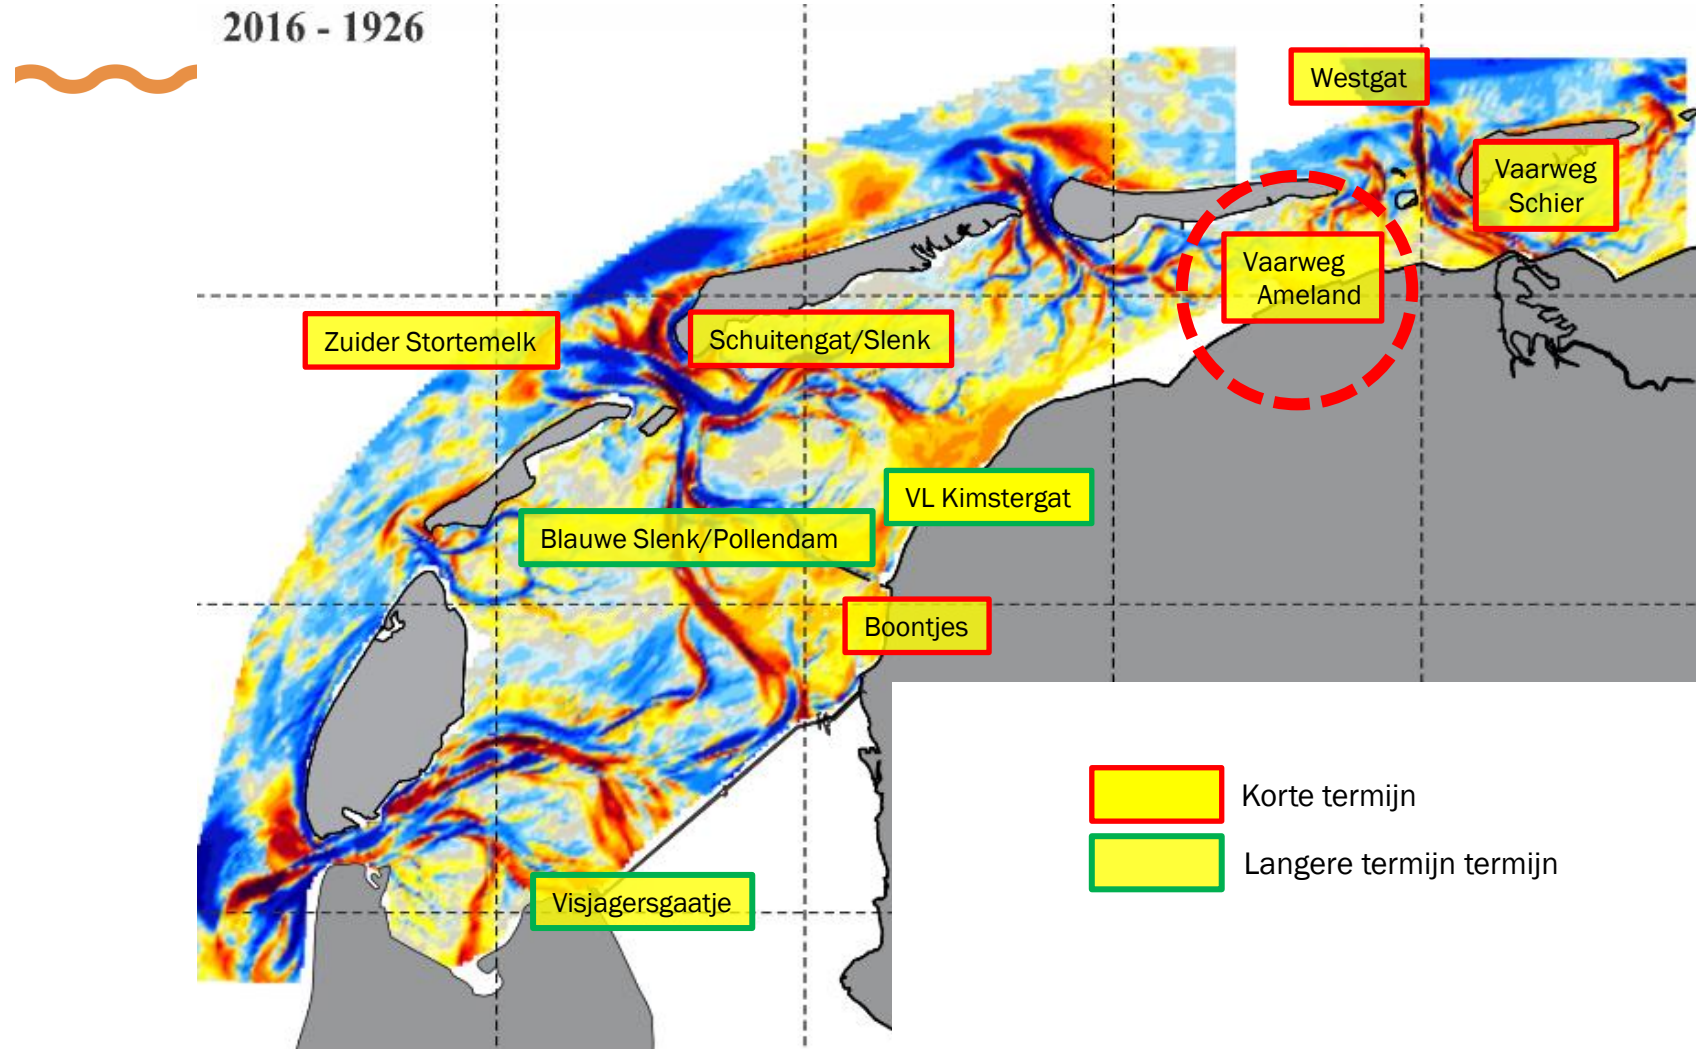 2016 - 1926
Westgat
Vaarweg
Schier
Vaarweg
Ameland
Zuider Stortemelk
Schuitengat/Slenk
VL Kimstergat
Blauwe Slenk/Pollendam
Boontjes
Korte termijn
Langere termijn termijn
Visjagersgaatje